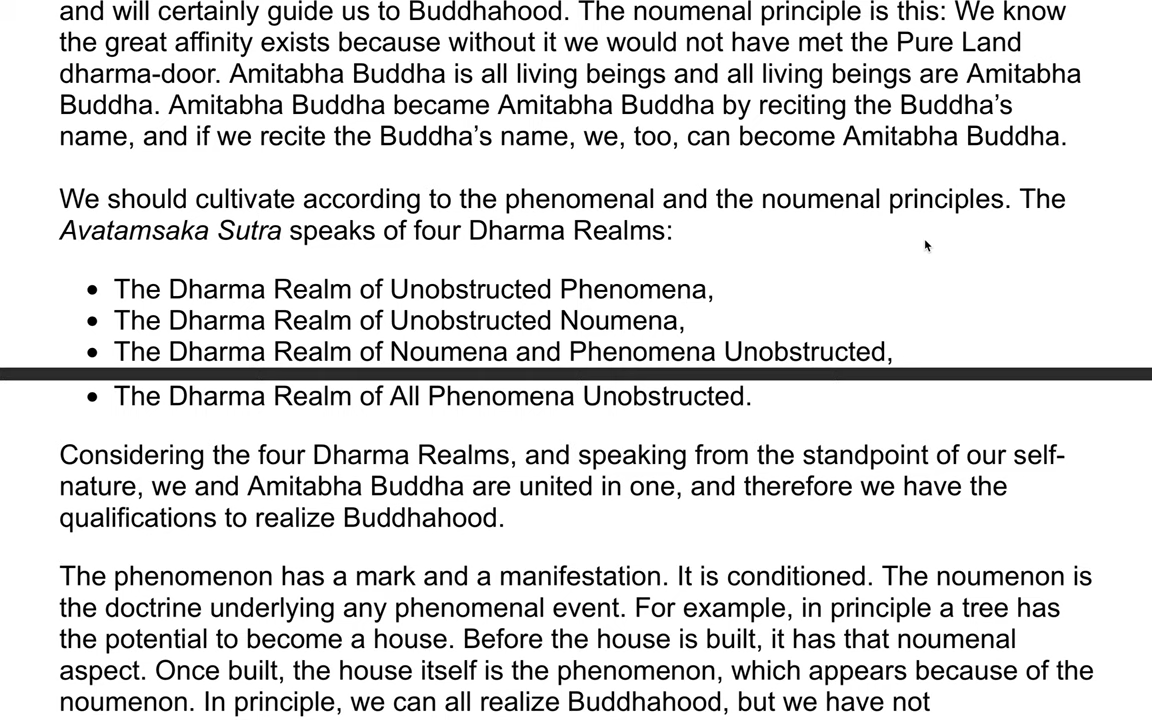 and will certainly guide us to Buddhahood. The noumenal principle is this: We know
the great affinity exists because without it we would not have met the Pure Land
dharma-door. Amitabha Buddha is all living beings and all living beings are Amitabha
Buddha. Amitabha Buddha became Amitabha Buddha by reciting the Buddha’s
name, and if we recite the Buddha’s name, we, too, can become Amitabha Buddha.
We should cultivate according to the phenomenal and the noumenal principles. The
Avatamsaka Sutra speaks of four Dharma Realms:
• The Dharma Realm of Unobstructed Phenomena,
• The Dharma Realm of Unobstructed Noumena,
• The Dharma Realm of Noumena and Phenomena Unobstructed,
• The Dharma Realm of All Phenomena Unobstructed.
Considering the four Dharma Realms, and speaking from the standpoint of our self-
nature, we and Amitabha Buddha are united in one, and therefore we have the
qualifications to realize Buddhahood.
The phenomenon has a mark and a manifestation. It is conditioned. The noumenon is
the doctrine underlying any phenomenal event. For example, in principle a tree has
the potential to become a house. Before the house is built, it has that noumenal
aspect. Once built, the house itself is the phenomenon, which appears because of the
noumenon. In principle, we can all realize Buddhahood, but we have not